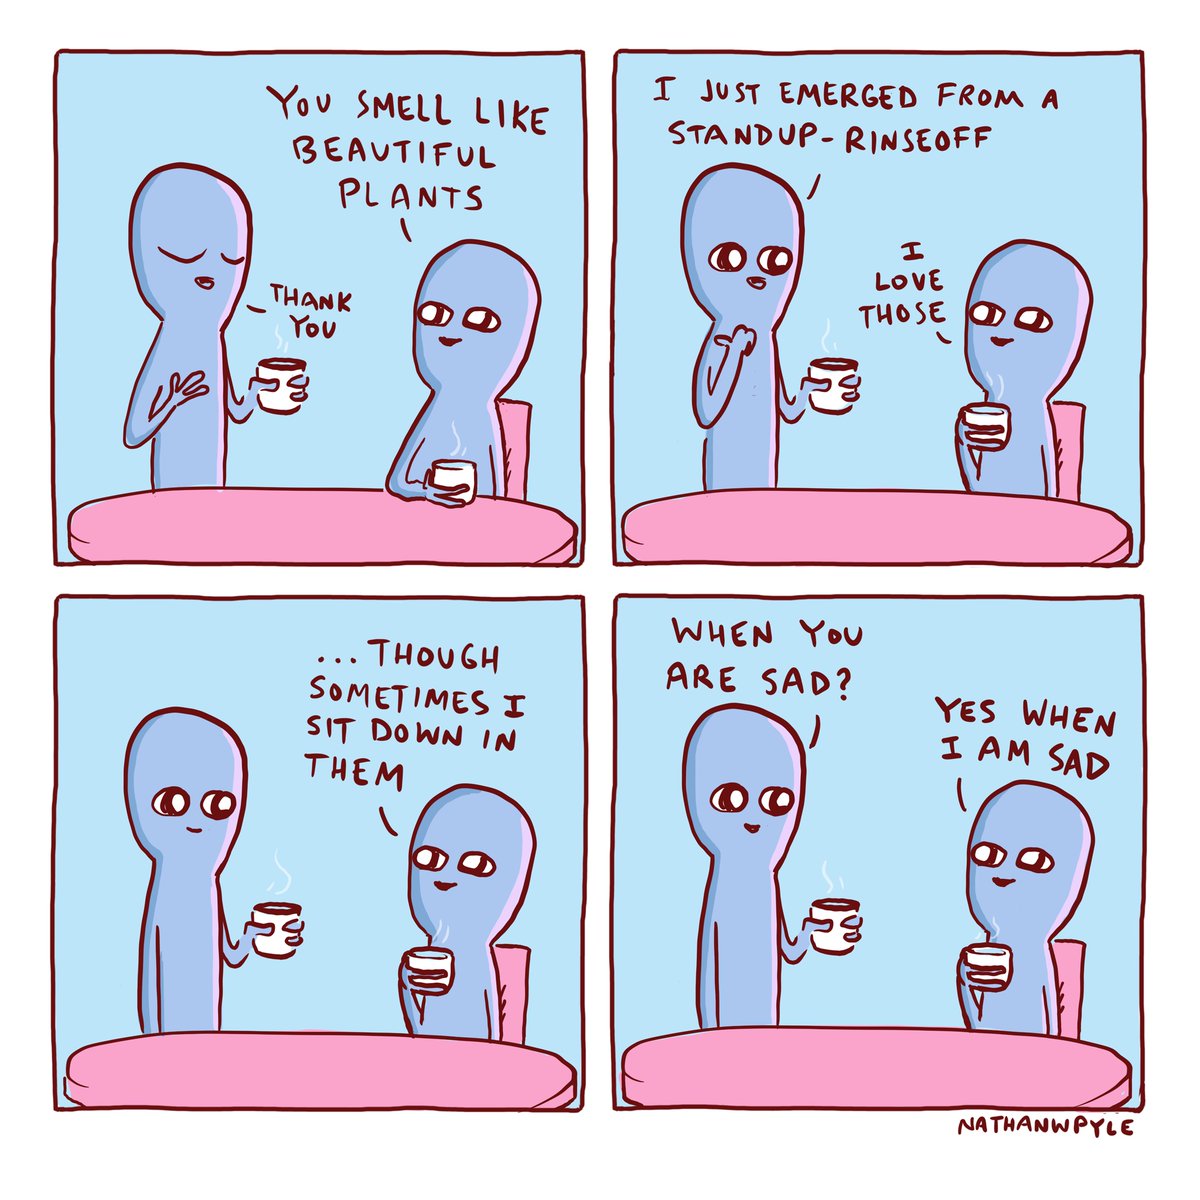 YOU SMELL LIKE
BEAUTIFUL
PLANTS
THANK
YOU
I JUST EMERGED FROM A
STANDUP-RINSEOFF
I
LOVE
THOSE
...THOUGH
SOMETIMES I
SIT DOWN IN
THEM
WHEN YOU
ARE SAD?
YES WHEN
I AM SAD
NATHANWPYLE